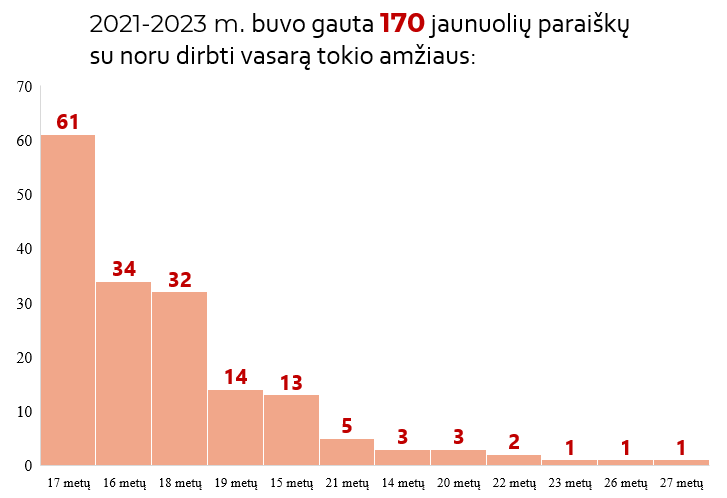 2021-2023 m. buvo gauta 170 jaunuolių paraiškų
su noru dirbti vasarą tokio amžiaus:
70
60
50
40
30
20
10
0
61
34
32
14
13
5
3
3
2
1
1
1
17 metų
16 metų
18 metų
19 metų
15 metų
21 metų
14 metų
20 metų
22 metų
23 metų
26 metų
27 metų